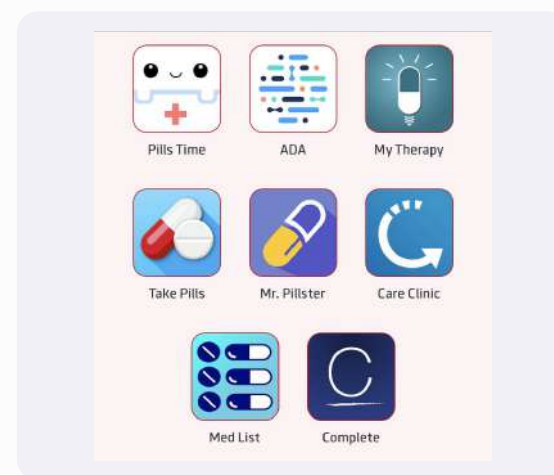 Pills Time
ADA
My Therapy
Take Pills
Mr. Pillster
Care Clinic
Med List
C
Complete